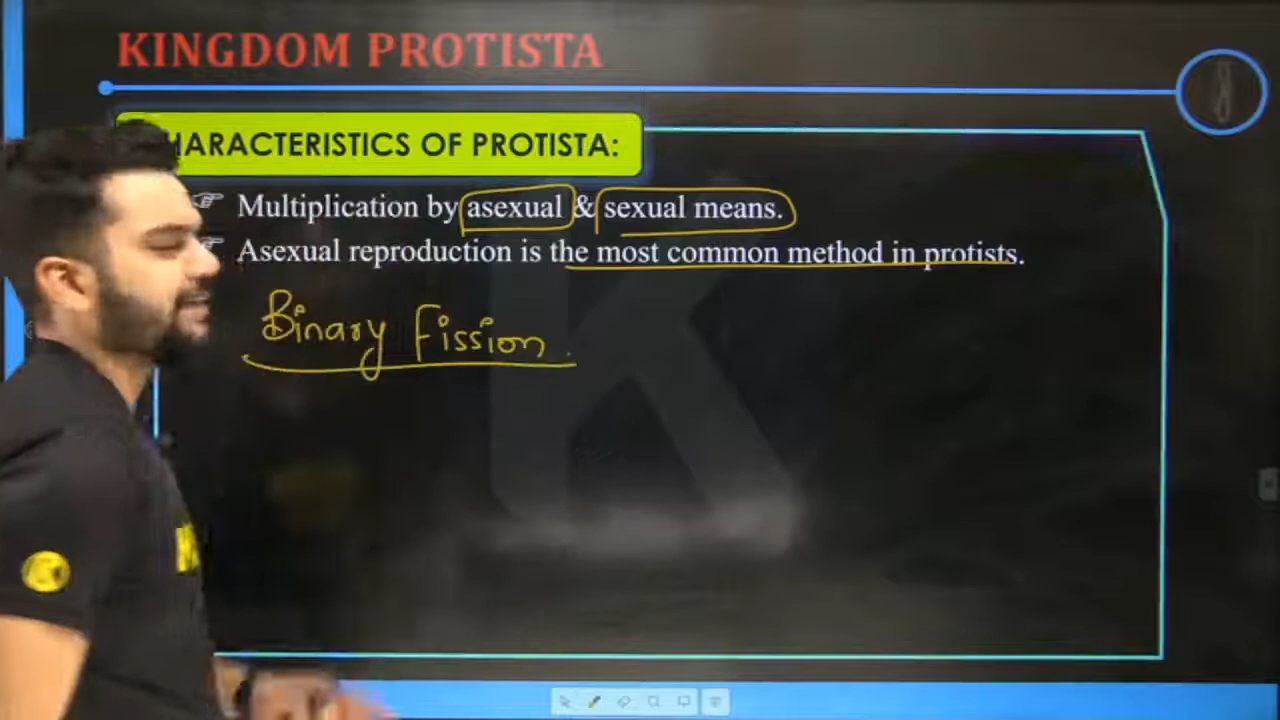 KINGDOM PROTISTA
HARACTERISTICS OF PROTISTA:
Multiplication by asexual & sexual means.
Asexual reproduction is the most common method in protists.
Binary Fission